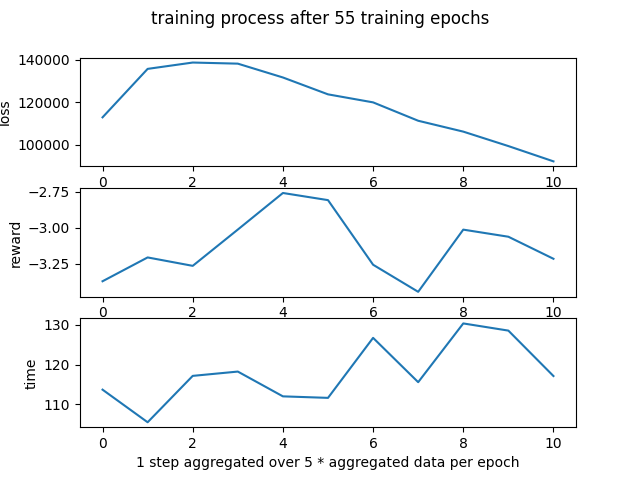 training process after 55 training epochs
140000
120000
100000
loss
0 2 4 6 8 10
−2.75
−3.00
−3.25
reward
0 2 4 6 8 10
130
120
110
time
0 2 4 6 8 10
1 step aggregated over 5 * aggregated data per epoch